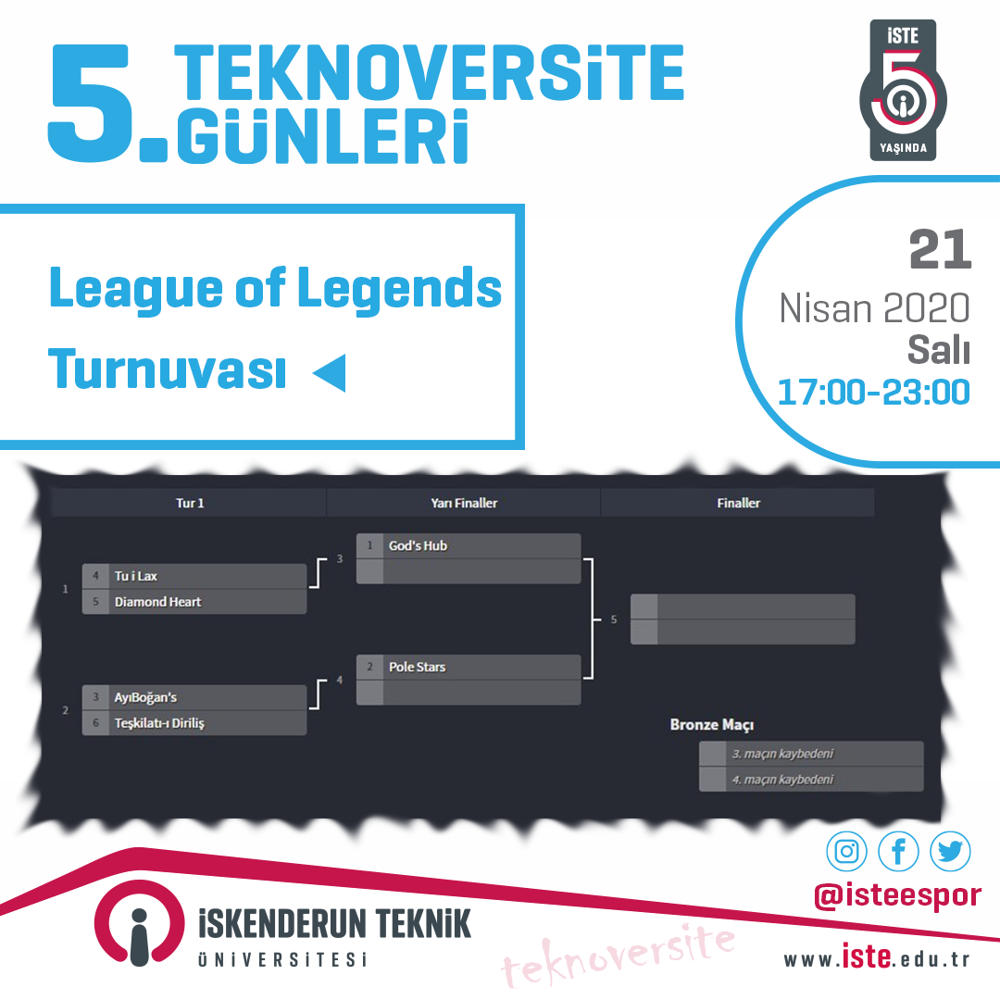 5. TEKNOVERSiTE
GÜNLERi
iSTE
5
YAŞINDA
League of Legends
Turnuvası
21
Nisan 2020
Salı
17:00-23:00
Tur 1
Yarı Finaller
Finaller
1
4 Tu i Lax
5 Diamond Heart
2
3 AyıBoğan's
6 Teşkilatı-ı Diriliş
3
1 God's Hub
4
2 Pole Stars
5
Bronze Maçı
3. maçın kaybedeni
4. maçın kaybedeni
@isteespor
iSKENDERUN TEKNiK
ÜNiVERSiTESi
teknoversite
www.iste.edu.tr